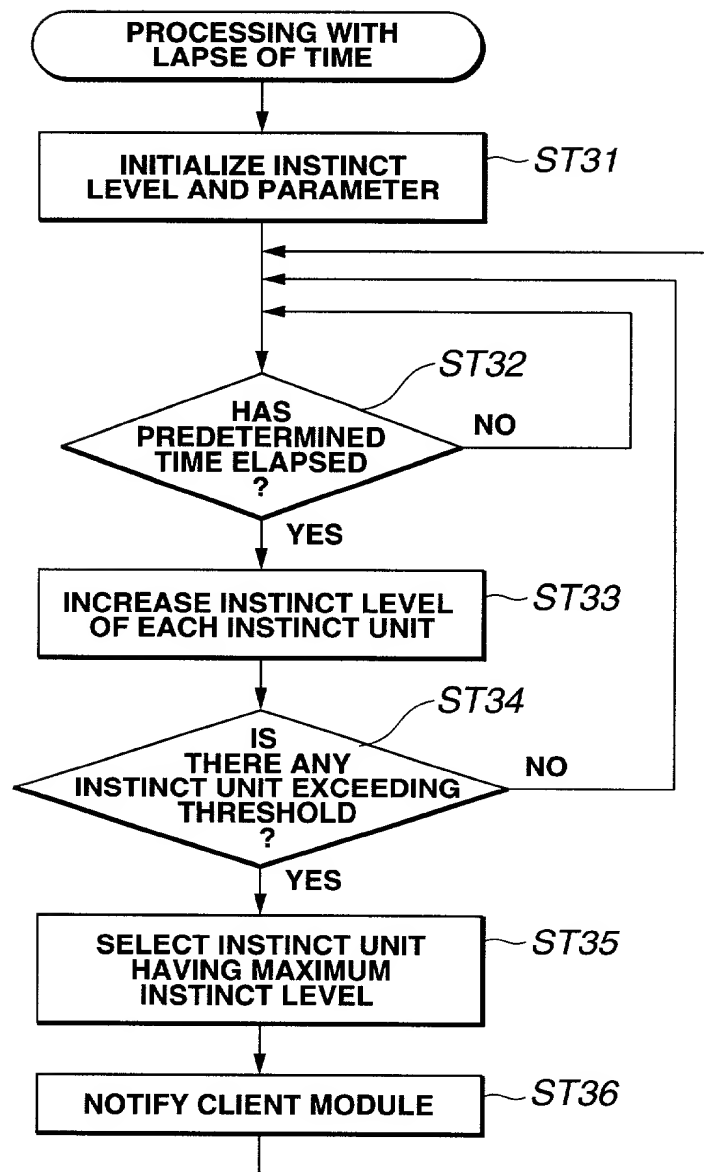 PROCESSING WITH
LAPSE OF TIME
INITIALIZE INSTINCT
LEVEL AND PARAMETER
ST31
ST32
HAS
PREDETERMINED
TIME ELAPSED
?
NO
YES
INCREASE INSTINCT LEVEL
OF EACH INSTINCT UNIT
ST33
ST34
IS
THERE ANY
INSTINCT UNIT EXCEEDING
THRESHOLD
?
NO
YES
SELECT INSTINCT UNIT
HAVING MAXIMUM
INSTINCT LEVEL
ST35
NOTIFY CLIENT MODULE
ST36